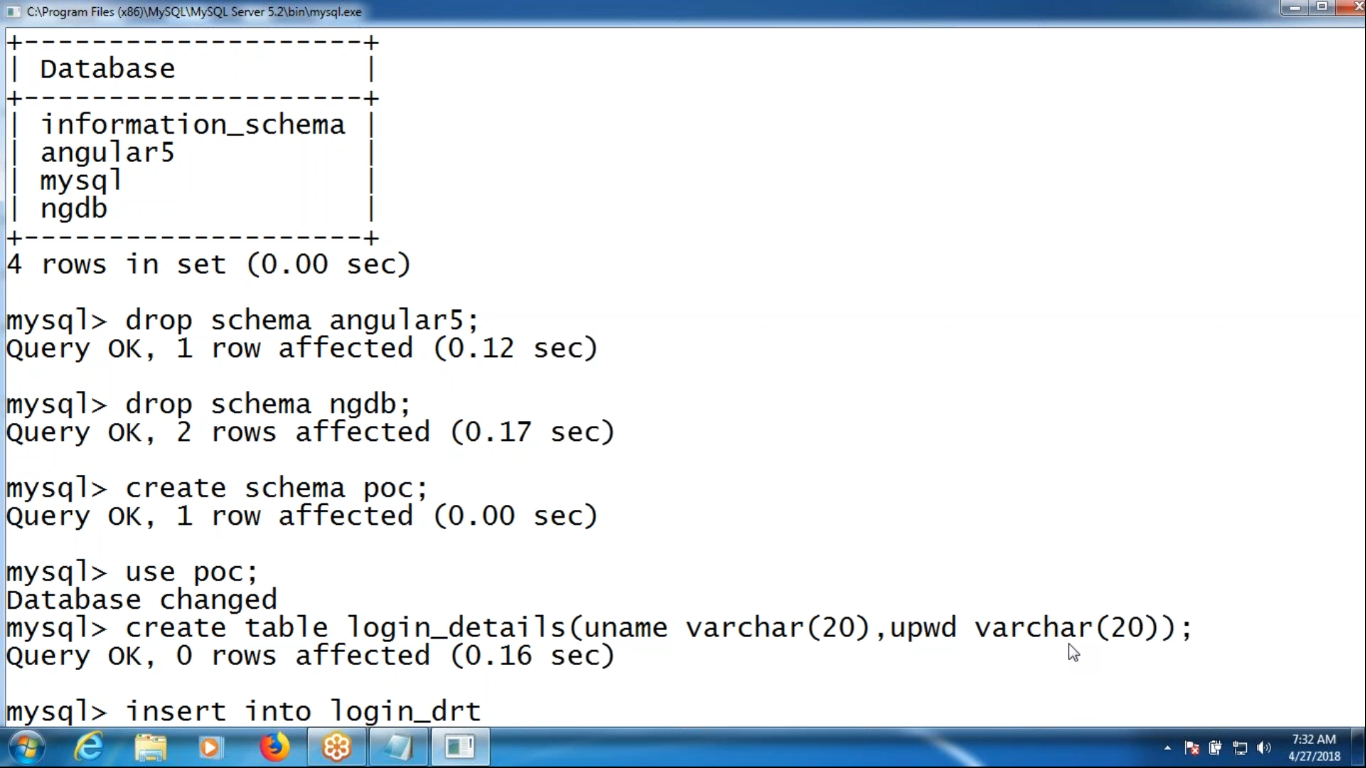 C:\Program Files (x86)\MySQL\MySQL Server 5.2\bin\mysql.exe
+--------------------+
| Database           |
+--------------------+
| information_schema |
| angular5           |
| mysql              |
| ngdb               |
+--------------------+
4 rows in set (0.00 sec)
mysql> drop schema angular5;
Query OK, 1 row affected (0.12 sec)
mysql> drop schema ngdb;
Query OK, 2 rows affected (0.17 sec)
mysql> create schema poc;
Query OK, 1 row affected (0.00 sec)
mysql> use poc;
Database changed
mysql> create table login_details(uname varchar(20),upwd varchar(20));
Query OK, 0 rows affected (0.16 sec)
mysql> insert into login_drt
7:32 AM
4/27/2018